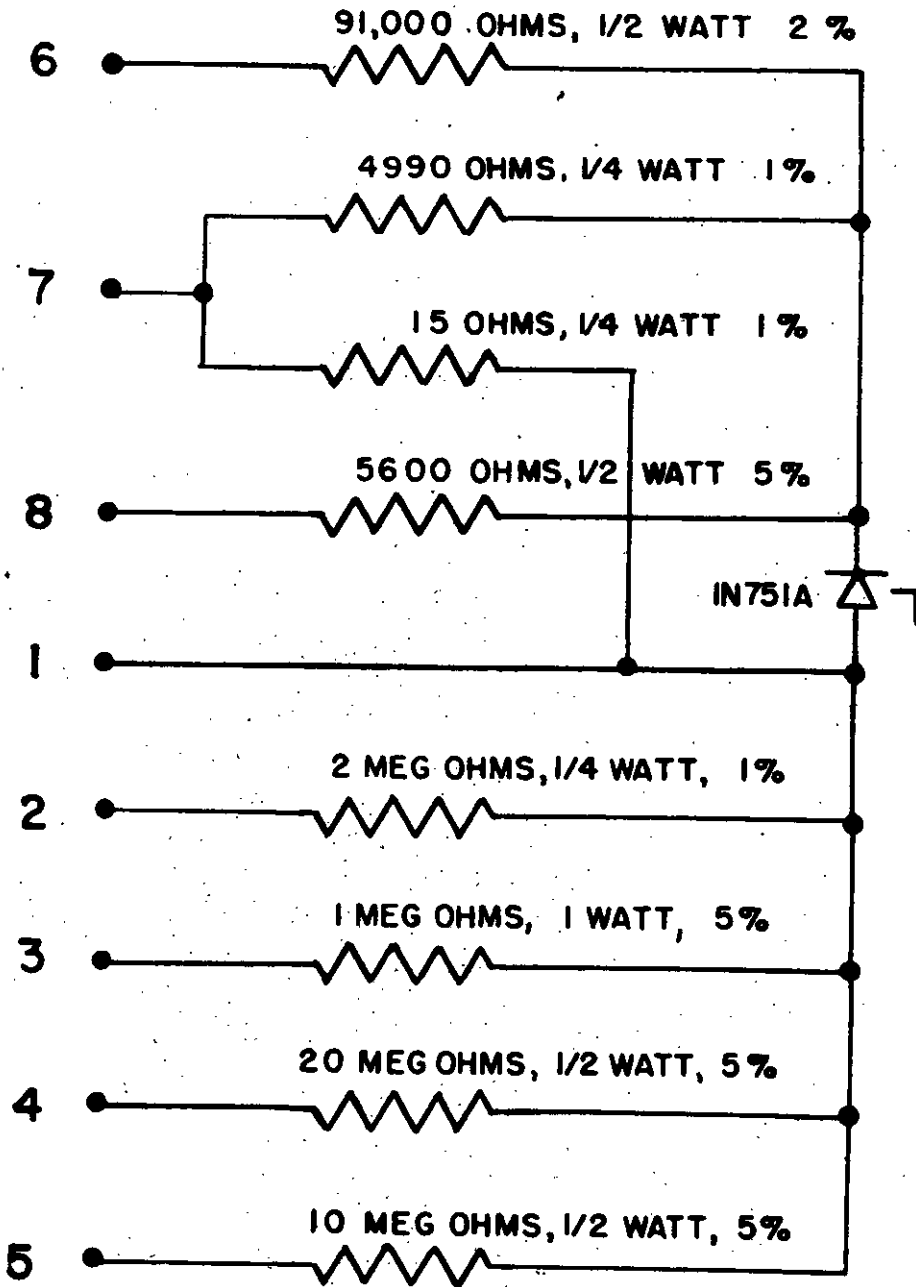 91,000 OHMS, 1/2 WATT 2%
6
4990 OHMS, 1/4 WATT 1%
7
15 OHMS, 1/4 WATT 1%
5600 OHMS, 1/2 WATT 5%
8
1N751A
1
2 MEG OHMS, 1/4 WATT, 1%
2
1 MEG OHMS, 1 WATT, 5%
3
20 MEG OHMS, 1/2 WATT, 5%
4
10 MEG OHMS, 1/2 WATT, 5%
5